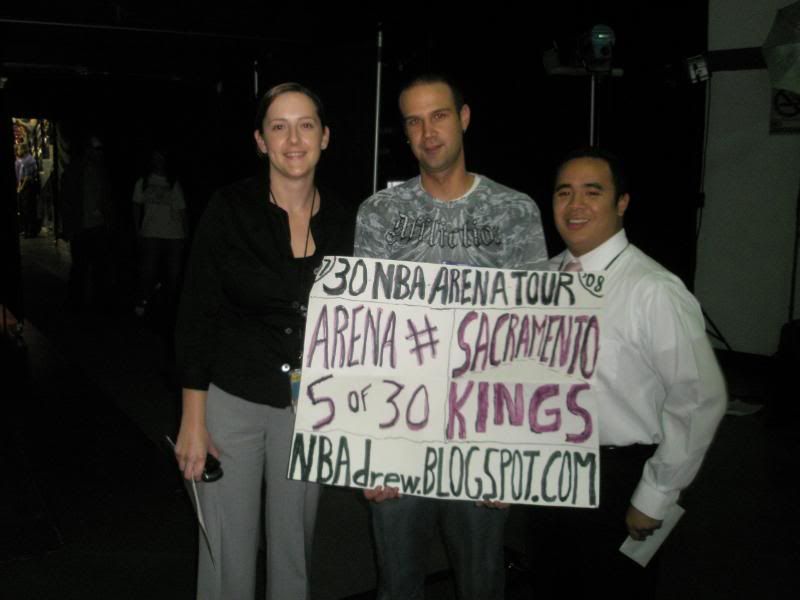 Affliction
30 NBA ARENA TOUR '08
ARENA # SACRAMENTO
5 OF 30 KINGS
NBAdrew.BLOGSPOT.COM